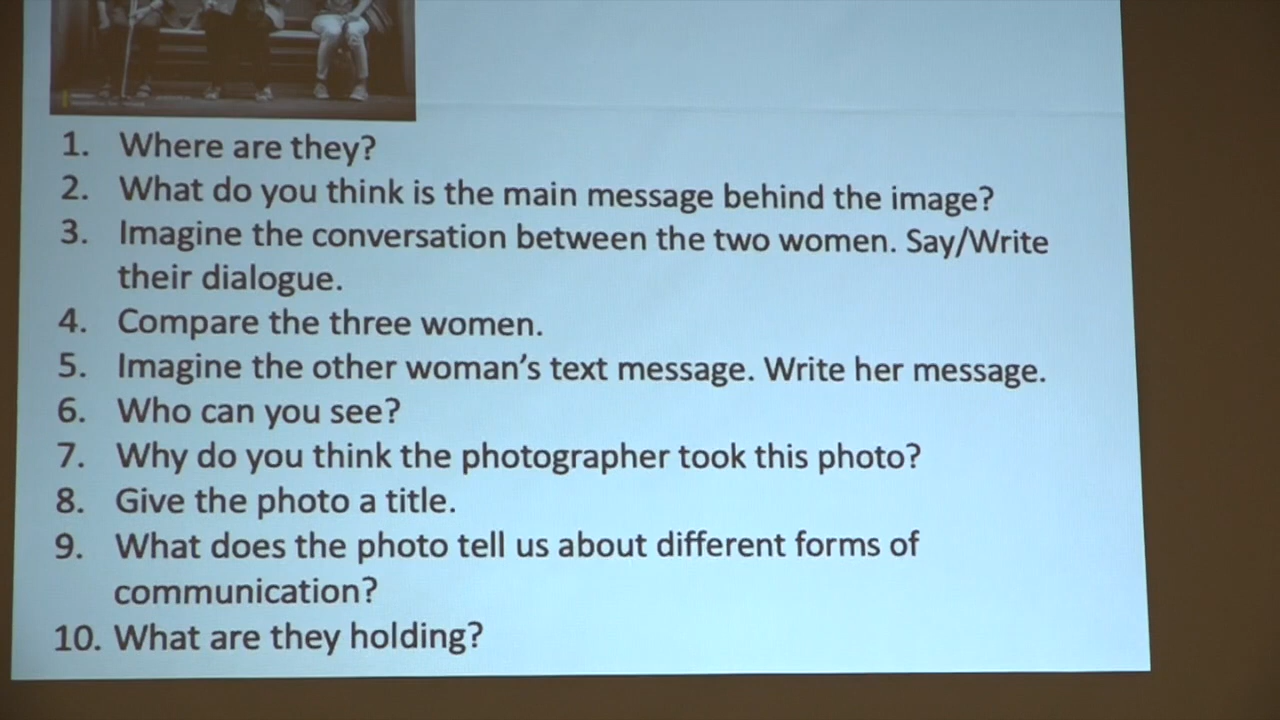 1. Where are they?
2. What do you think is the main message behind the image?
3. Imagine the conversation between the two women. Say/Write
their dialogue.
4. Compare the three women.
5. Imagine the other woman's text message. Write her message.
6. Who can you see?
7. Why do you think the photographer took this photo?
8. Give the photo a title.
9. What does the photo tell us about different forms of
communication?
10. What are they holding?